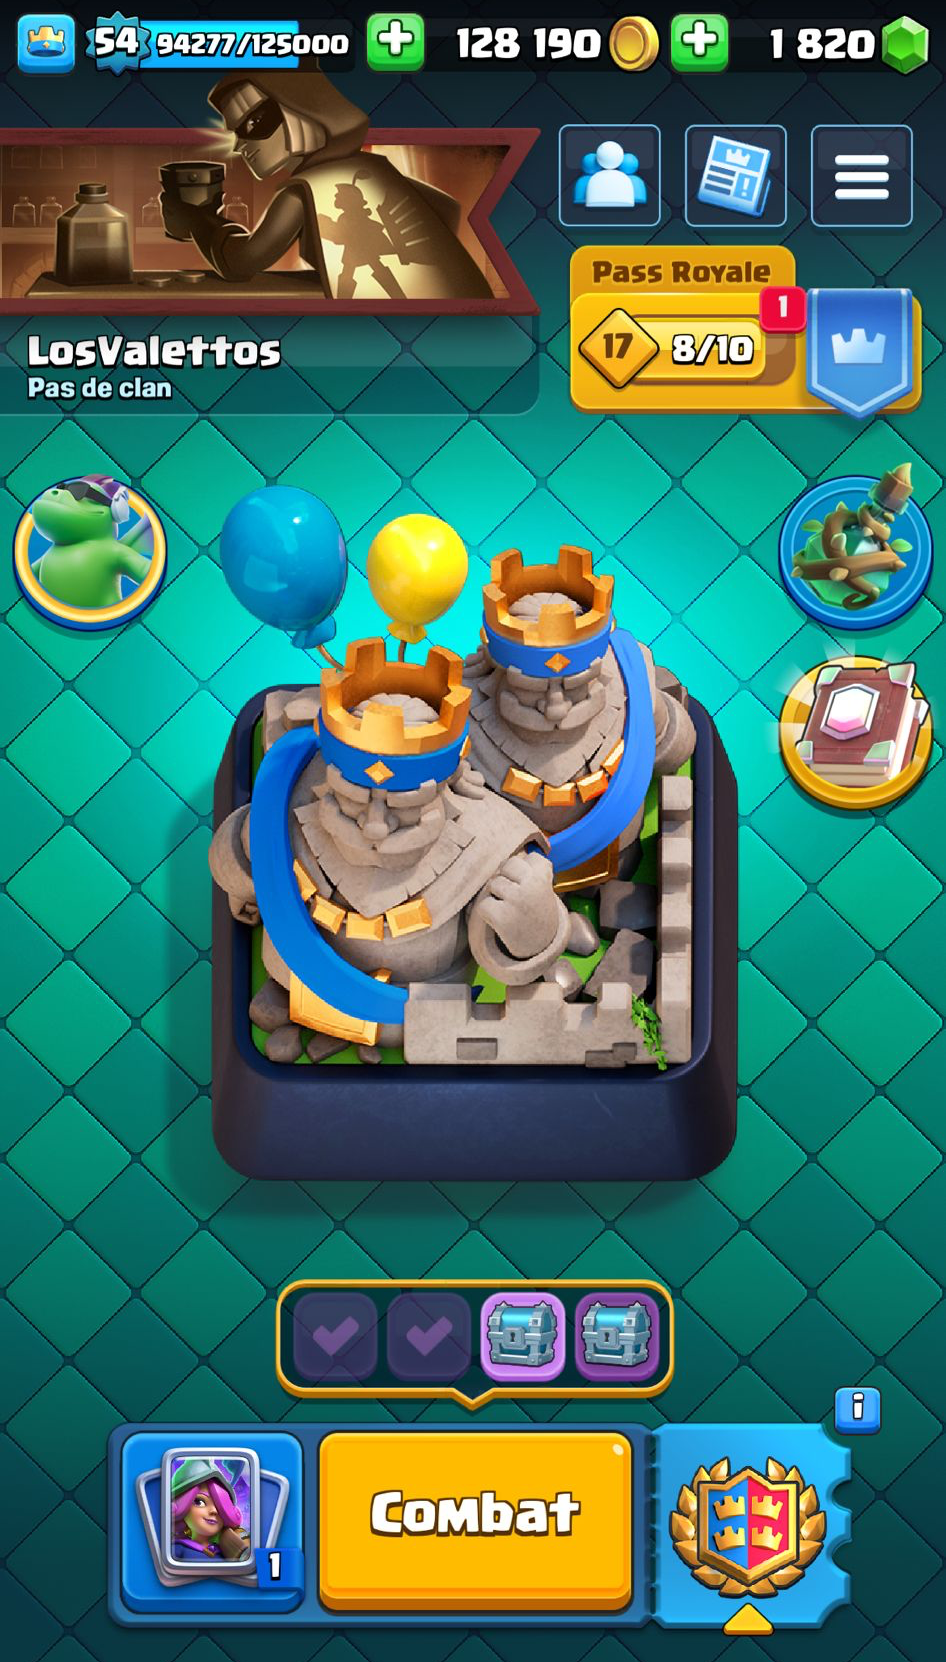 54 94277/125000
128 190
1 820
Pass Royale
1
17 8/10
LosValettos
Pas de clan
i
Combat
1